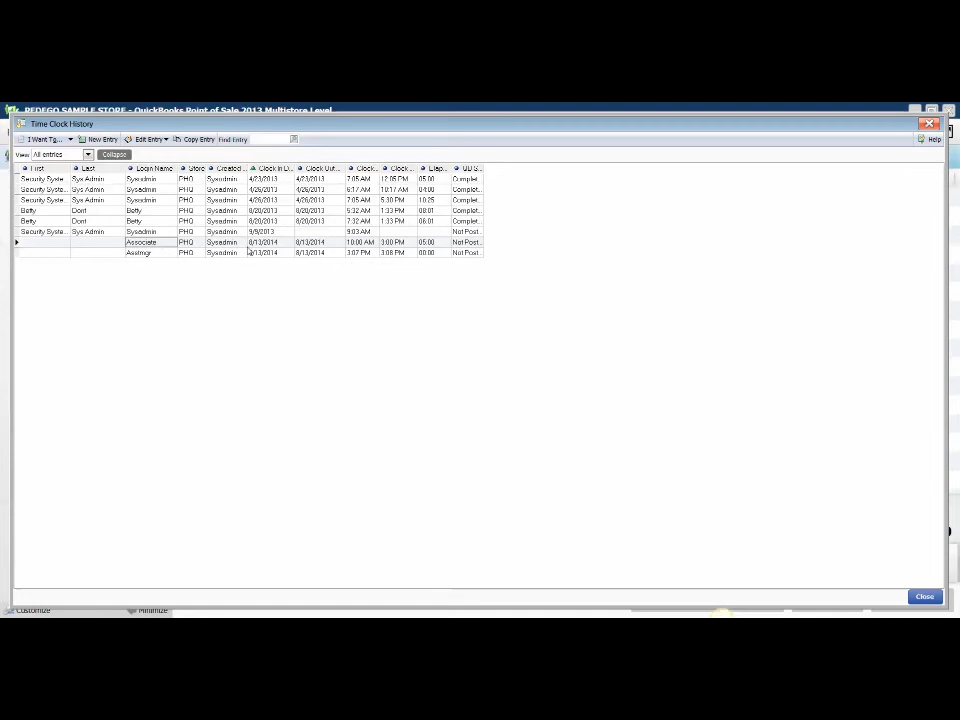 REDEGO SAMPLE STORE - QuickBooks Point of Sale 2013 Multistore Level
Time Clock History
I Want To... New Entry Edit Entry Copy Entry Find Entry Help
View All entries Collapse
First Last Login Name Store Created ... Clock In D... Clock Out... Clock... Clock ... Elap... QB S...
Security Syste... Sys Admin Sysadmin PHQ Sysadmin 4/23/2013 4/23/2013 7:05 AM 12:05 PM 05:00 Complet...
Security Syste... Sys Admin Sysadmin PHQ Sysadmin 4/26/2013 4/26/2013 6:17 AM 10:17 AM 04:00 Complet...
Security Syste... Sys Admin Sysadmin PHQ Sysadmin 4/26/2013 4/26/2013 7:05 AM 5:30 PM 10:25 Complet...
Betty Dont Betty PHQ Sysadmin 8/20/2013 8/20/2013 5:32 AM 1:33 PM 08:01 Complet...
Betty Dont Betty PHQ Sysadmin 8/20/2013 8/20/2013 7:32 AM 1:33 PM 06:01 Complet...
Security Syste... Sys Admin Sysadmin PHQ Sysadmin 9/9/2013 9:03 AM Not Post...
Associate PHQ Sysadmin 8/13/2014 8/13/2014 10:00 AM 3:00 PM 05:00 Not Post...
Asstmgr PHQ Sysadmin 8/13/2014 8/13/2014 3:07 PM 3:08 PM 00:00 Not Post...
Close
Customize Minimize